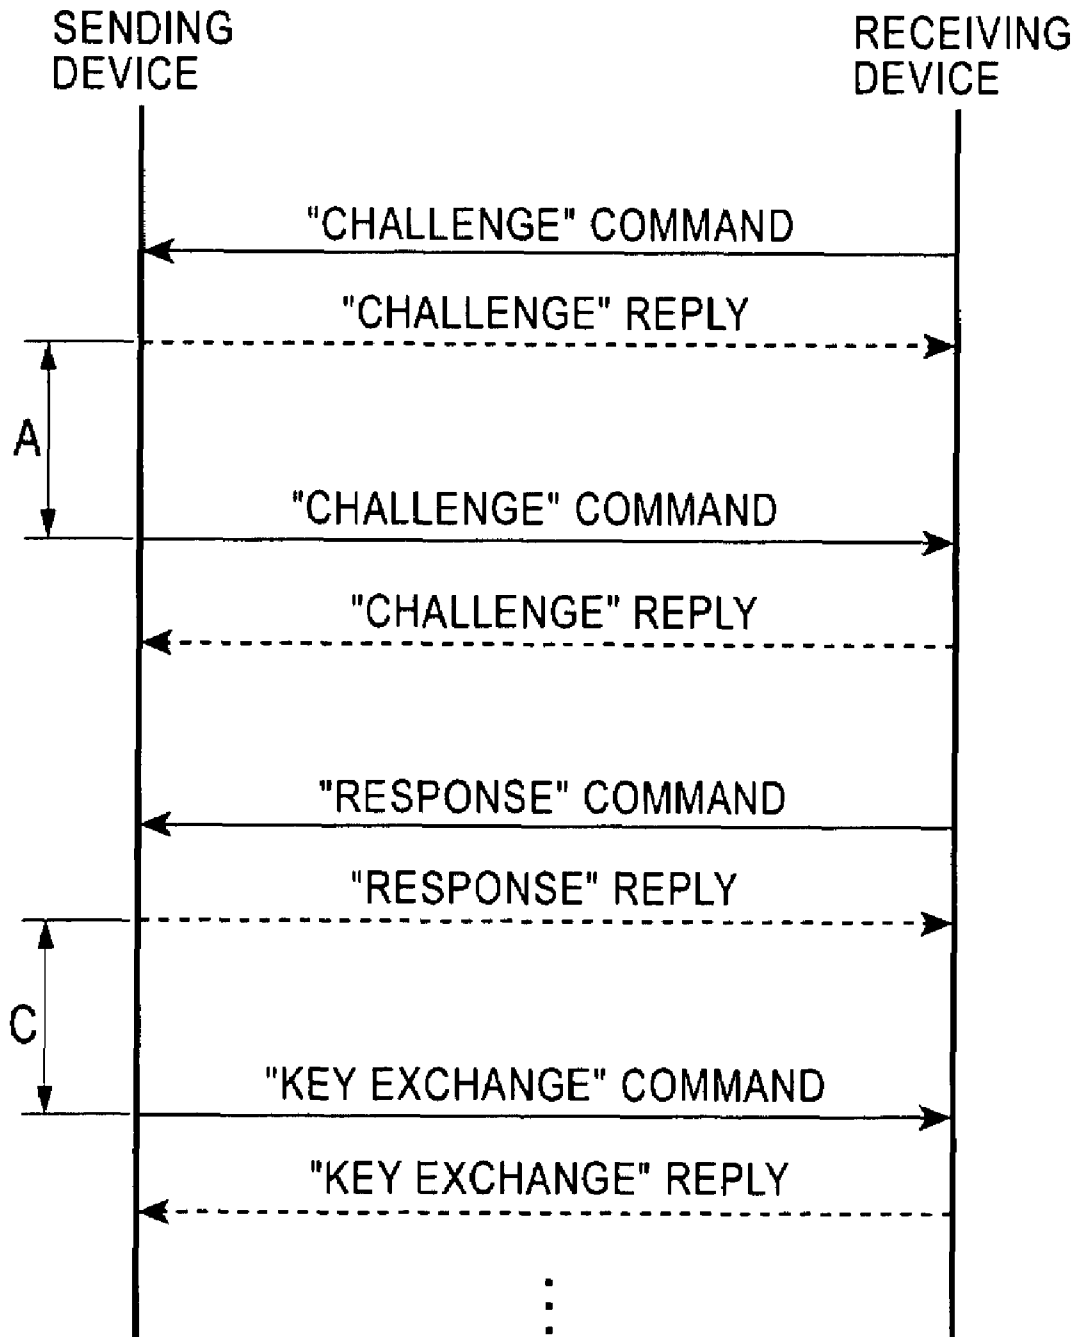 SENDING
DEVICE
RECEIVING
DEVICE
"CHALLENGE" COMMAND
"CHALLENGE" REPLY
A
"CHALLENGE" COMMAND
"CHALLENGE" REPLY
"RESPONSE" COMMAND
"RESPONSE" REPLY
C
"KEY EXCHANGE" COMMAND
"KEY EXCHANGE" REPLY